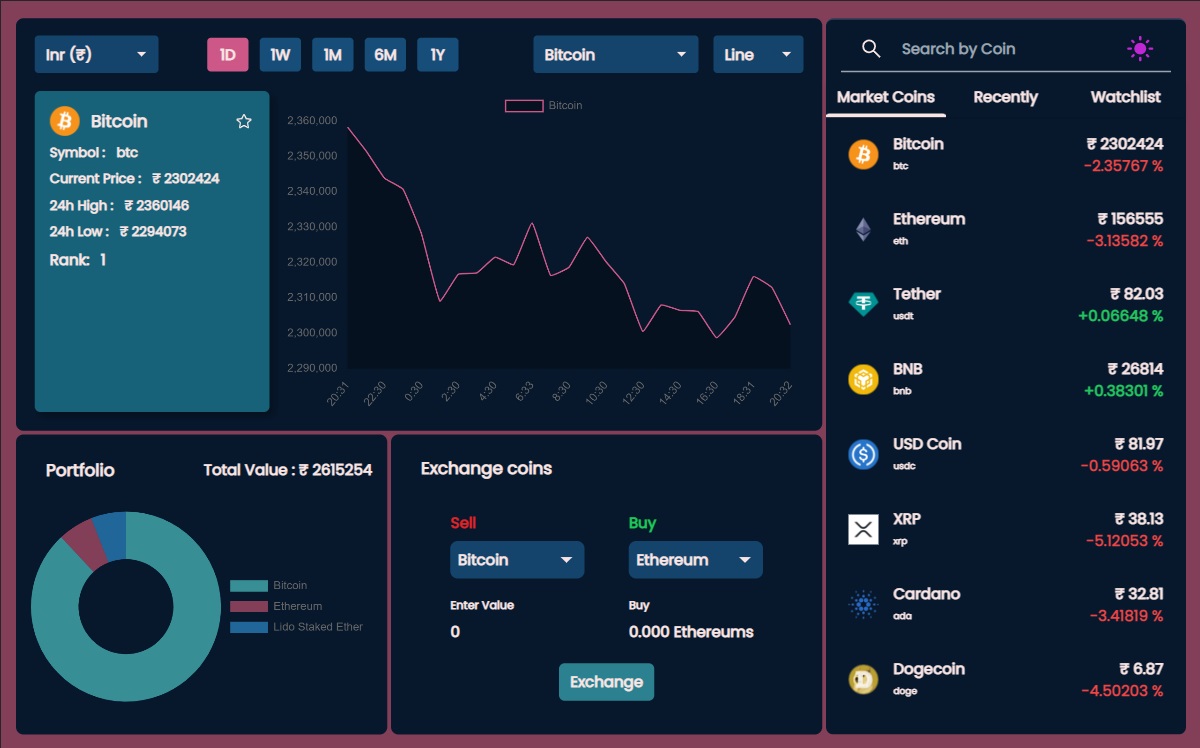 Inr (₹)
1D
1W
1M
6M
1Y
Bitcoin
Line
Bitcoin
Symbol : btc
Current Price : ₹ 2302424
24h High : ₹ 2360146
24h Low : ₹ 2294073
Rank: 1
Bitcoin
2,360,000
2,350,000
2,340,000
2,330,000
2,320,000
2,310,000
2,300,000
2,290,000
20:31
22:30
0:30
2:30
4:30
6:33
8:30
10:30
12:30
14:30
16:30
18:31
20:32
Portfolio
Total Value : ₹ 2615254
Bitcoin
Ethereum
Lido Staked Ether
Exchange coins
Sell
Buy
Bitcoin
Ethereum
Enter Value
Buy
0
0.000 Ethereums
Exchange
Search by Coin
Market Coins
Recently
Watchlist
Bitcoin
₹ 2302424
btc
-2.35767 %
Ethereum
₹ 156555
eth
-3.13582 %
Tether
₹ 82.03
usdt
+0.06648 %
BNB
₹ 26814
bnb
+0.38301 %
USD Coin
₹ 81.97
usdc
-0.59063 %
XRP
₹ 38.13
xrp
-5.12053 %
Cardano
₹ 32.81
ada
-3.41819 %
Dogecoin
₹ 6.87
doge
-4.50203 %